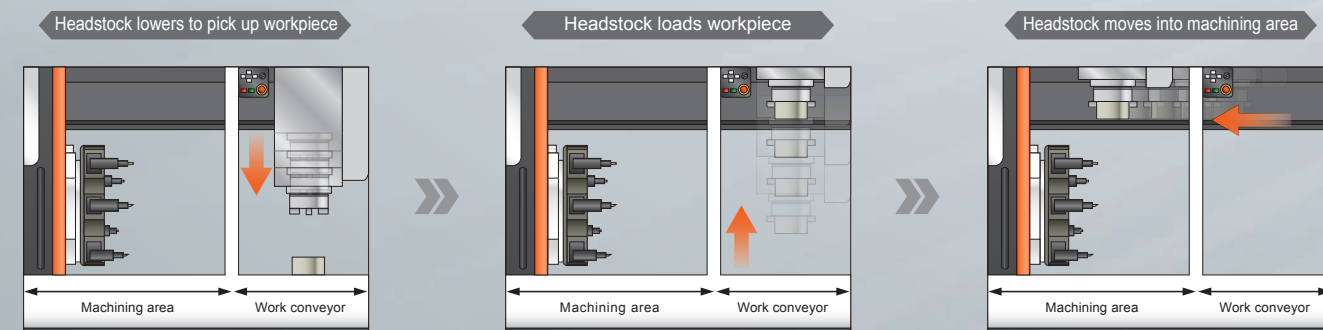 Headstock lowers to pick up workpiece
Headstock loads workpiece
Headstock moves into machining area
Machining area
Work conveyor
Machining area
Work conveyor
Machining area
Work conveyor